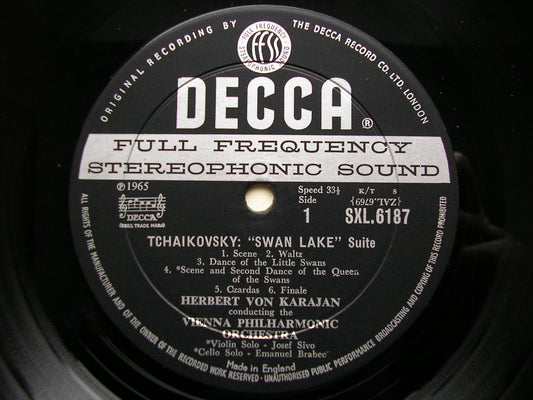 ORIGINAL RECORDING BY
THE DECCA RECORD CO. LTD. LONDON
FULL FREQUENCY STEREOPHONIC SOUND
FFSS
DECCA ®
FULL FREQUENCY
STEREOPHONIC SOUND
℗1965
Speed 33⅓ K/T S
Side (ZAL.6769)
1 SXL.6187
DECCA
REGD. TRADE MARK
TCHAIKOVSKY: "SWAN LAKE" Suite
1. Scene 2. Waltz
3. Dance of the Little Swans
4. *Scene and Second Dance of the Queen
of the Swans
5. Czardas 6. Finale
HERBERT VON KARAJAN
conducting the
VIENNA PHILHARMONIC
ORCHESTRA
*Violin Solo - Josef Sivo
*Cello Solo - Emanuel Brabec
Made in England
ALL RIGHTS OF THE MANUFACTURER AND OF THE OWNER OF THE RECORDED WORK RESERVED · UNAUTHORISED PUBLIC PERFORMANCE BROADCASTING AND COPYING OF THIS RECORD PROHIBITED